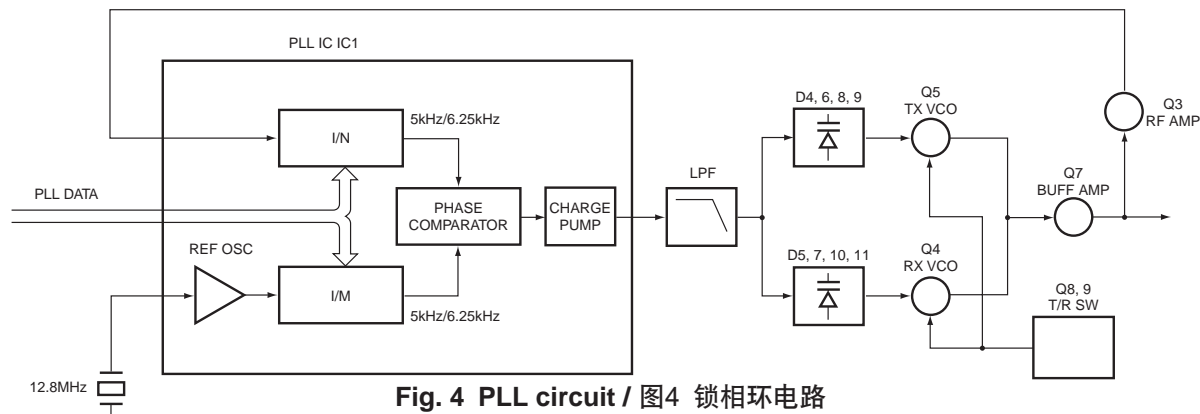 PLL IC IC1
I/N
5kHz/6.25kHz
PLL DATA
PHASE
COMPARATOR
CHARGE
PUMP
REF OSC
I/M
5kHz/6.25kHz
12.8MHz
LPF
D4, 6, 8, 9
Q5
TX VCO
D5, 7, 10, 11
Q4
RX VCO
Q3
RF AMP
Q7
BUFF AMP
Q8, 9
T/R SW
Fig. 4 PLL circuit / 图4 锁相环电路